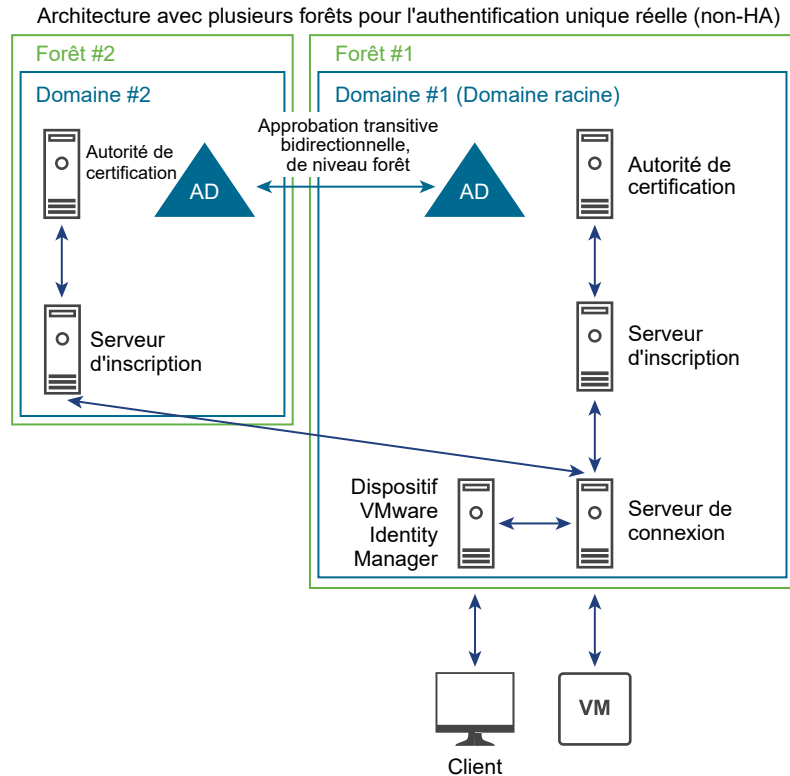 Architecture avec plusieurs forêts pour l'authentification unique réelle (non-HA)
Forêt #2
Forêt #1
Domaine #2
Domaine #1 (Domaine racine)
Autorité de
certification
AD
Approbation transitive
bidirectionnelle,
de niveau forêt
AD
Autorité de
certification
Serveur
d'inscription
Serveur
d'inscription
Dispositif
VMware
Identity
Manager
Serveur de
connexion
VM
Client